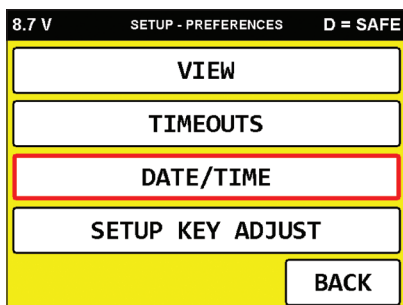 8.7 V SETUP - PREFERENCES D = SAFE
VIEW
TIMEOUTS
DATE/TIME
SETUP KEY ADJUST
BACK